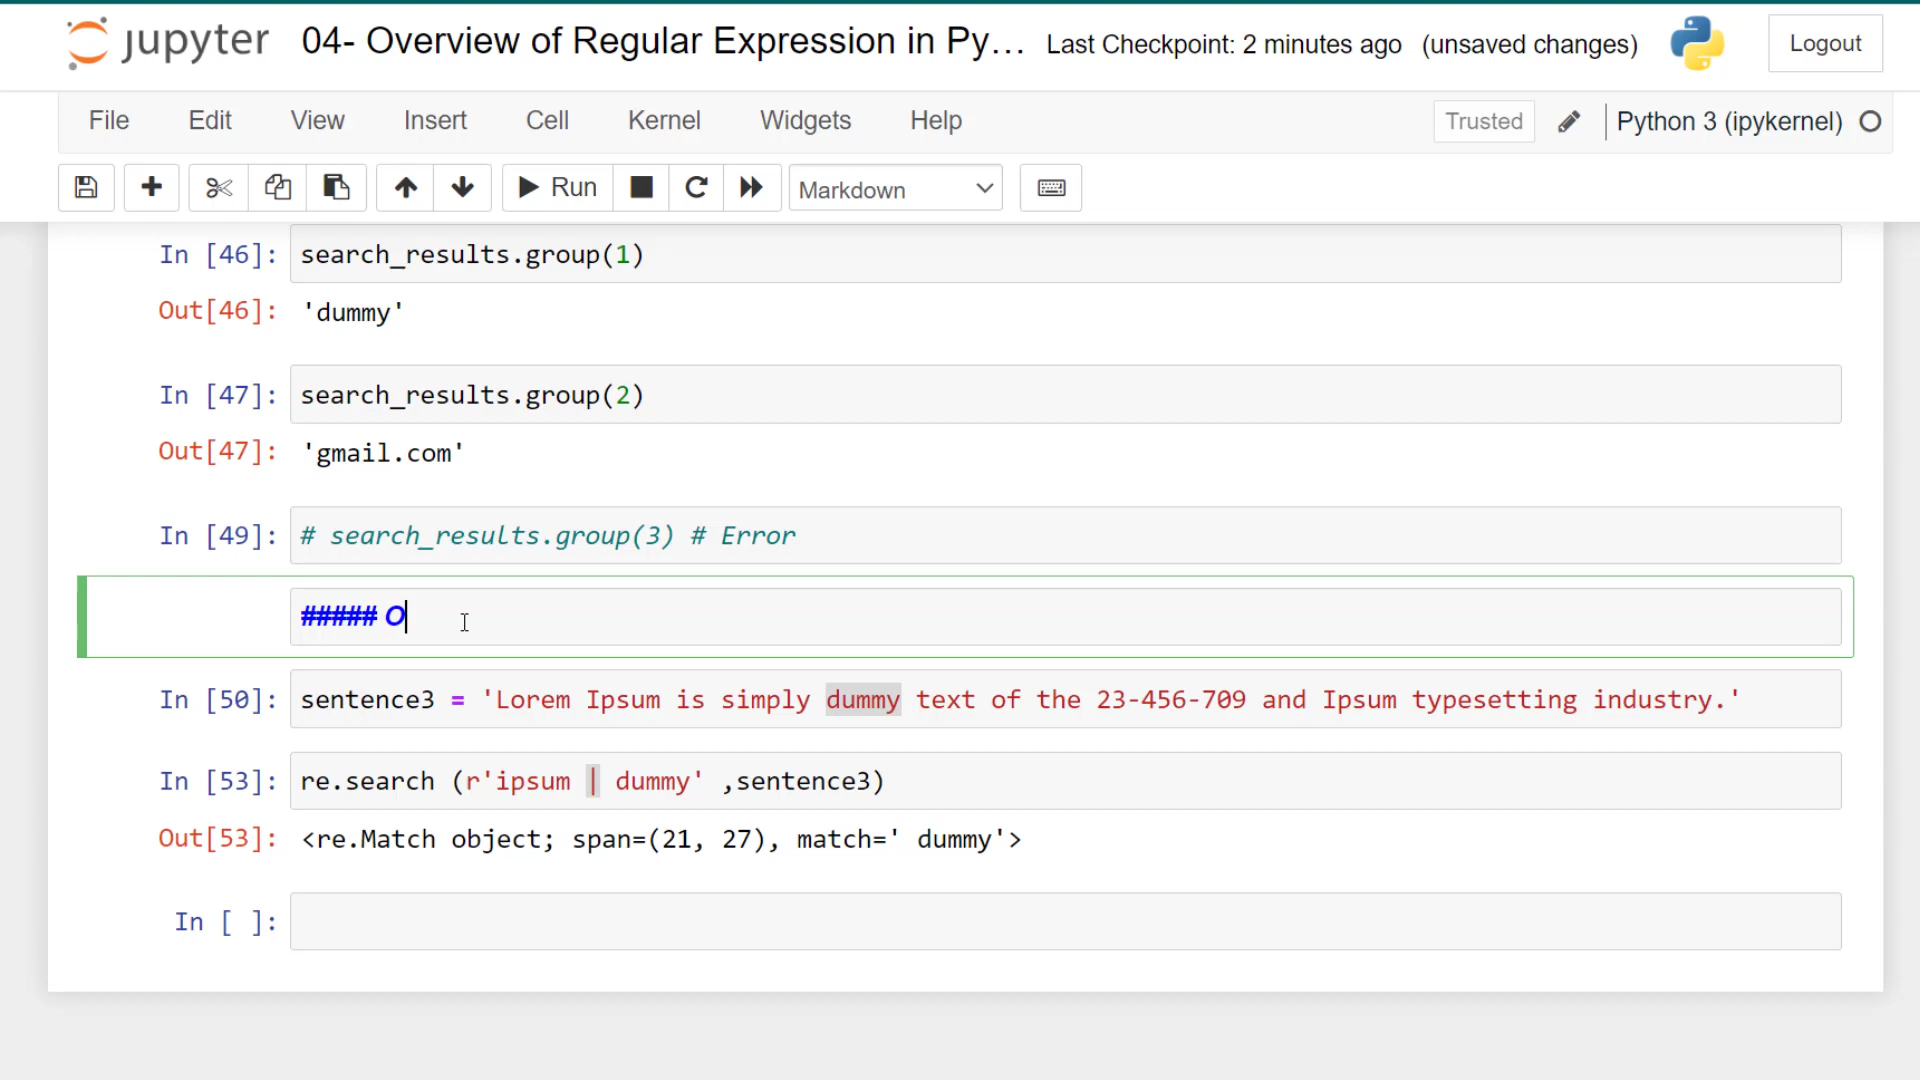 jupyter 04- Overview of Regular Expression in Py... Last Checkpoint: 2 minutes ago (unsaved changes) Logout
File Edit View Insert Cell Kernel Widgets Help Trusted Python 3 (ipykernel)
Run Markdown
In [46]: search_results.group(1)
Out[46]: 'dummy'
In [47]: search_results.group(2)
Out[47]: 'gmail.com'
In [49]: # search_results.group(3) # Error
##### O
In [50]: sentence3 = 'Lorem Ipsum is simply dummy text of the 23-456-709 and Ipsum typesetting industry.'
In [53]: re.search (r'ipsum | dummy' ,sentence3)
Out[53]: <re.Match object; span=(21, 27), match=' dummy'>
In [ ]: